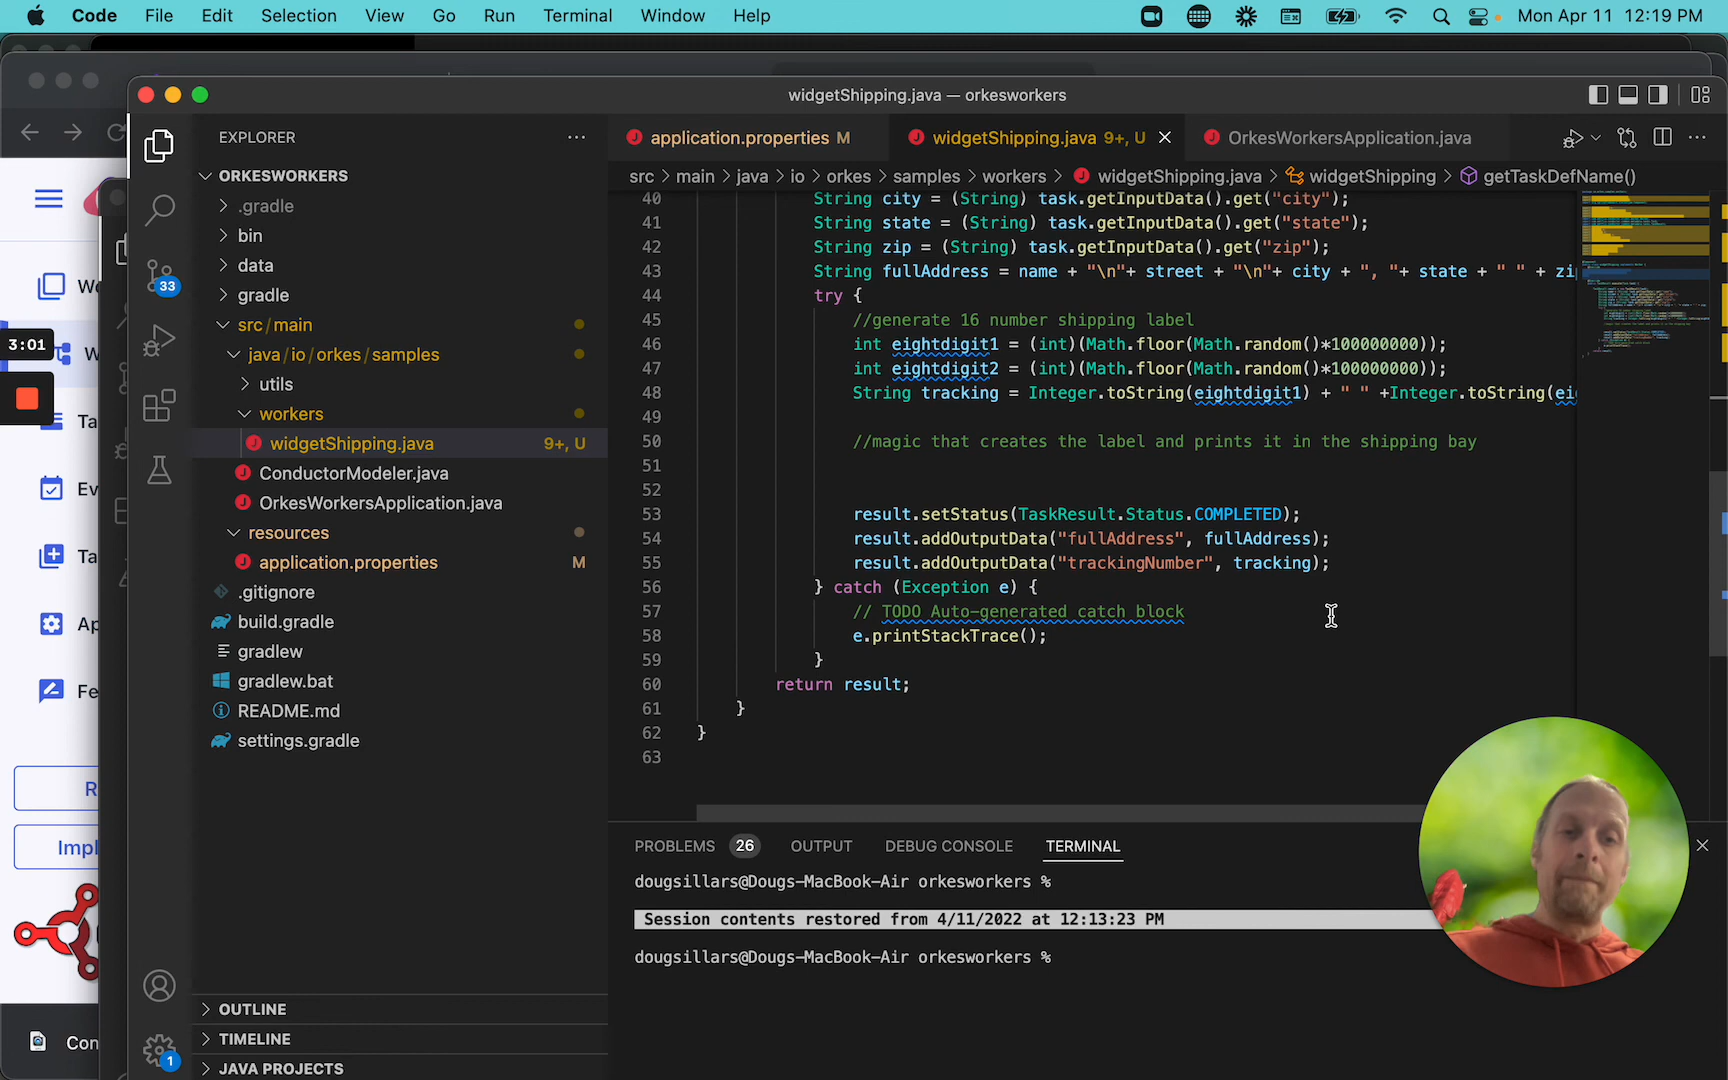 Code File Edit Selection View Go Run Terminal Window Help Mon Apr 11 12:19 PM
widgetShipping.java — orkesworkers
EXPLORER
application.properties M widgetShipping.java 9+, U OrkesWorkersApplication.java
src > main > java > io > orkes > samples > workers > widgetShipping.java > widgetShipping > getTaskDefName()
ORKESWORKERS
.gradle
bin
data
gradle
src/main
java/io/orkes/samples
utils
workers
widgetShipping.java 9+, U
ConductorModeler.java
OrkesWorkersApplication.java
resources
application.properties M
.gitignore
build.gradle
gradlew
gradlew.bat
README.md
settings.gradle
OUTLINE
TIMELINE
JAVA PROJECTS
33
1
3:01
Ta
Ev
Ta
Ap
Fe
R
Impl
Con
40 String city = (String) task.getInputData().get("city");
41 String state = (String) task.getInputData().get("state");
42 String zip = (String) task.getInputData().get("zip");
43 String fullAddress = name + "\n"+ street + "\n"+ city + ", "+ state + " " + zi
44 try {
45 //generate 16 number shipping label
46 int eightdigit1 = (int)(Math.floor(Math.random()*100000000));
47 int eightdigit2 = (int)(Math.floor(Math.random()*100000000));
48 String tracking = Integer.toString(eightdigit1) + " " +Integer.toString(ei
49
50 //magic that creates the label and prints it in the shipping bay
51
52
53 result.setStatus(TaskResult.Status.COMPLETED);
54 result.addOutputData("fullAddress", fullAddress);
55 result.addOutputData("trackingNumber", tracking);
56 } catch (Exception e) {
57 // TODO Auto-generated catch block
58 e.printStackTrace();
59 }
60 return result;
61 }
62 }
63
PROBLEMS 26 OUTPUT DEBUG CONSOLE TERMINAL
dougsillars@Dougs-MacBook-Air orkesworkers %
Session contents restored from 4/11/2022 at 12:13:23 PM
dougsillars@Dougs-MacBook-Air orkesworkers %